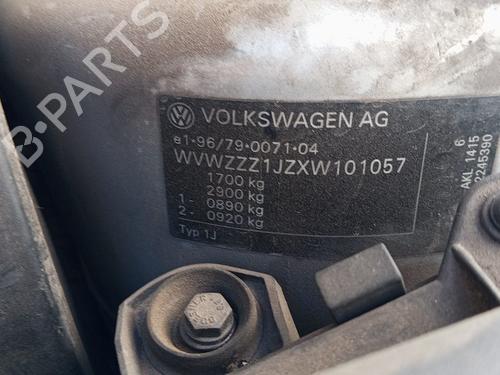 B-PARTS
VOLKSWAGEN AG
e1·96/79·0071·04
WVWZZZ1JZXW101057
1700 kg
2900 kg
1- 0890 kg
2- 0920 kg
Typ 1J
6
AKL 1415
2245390